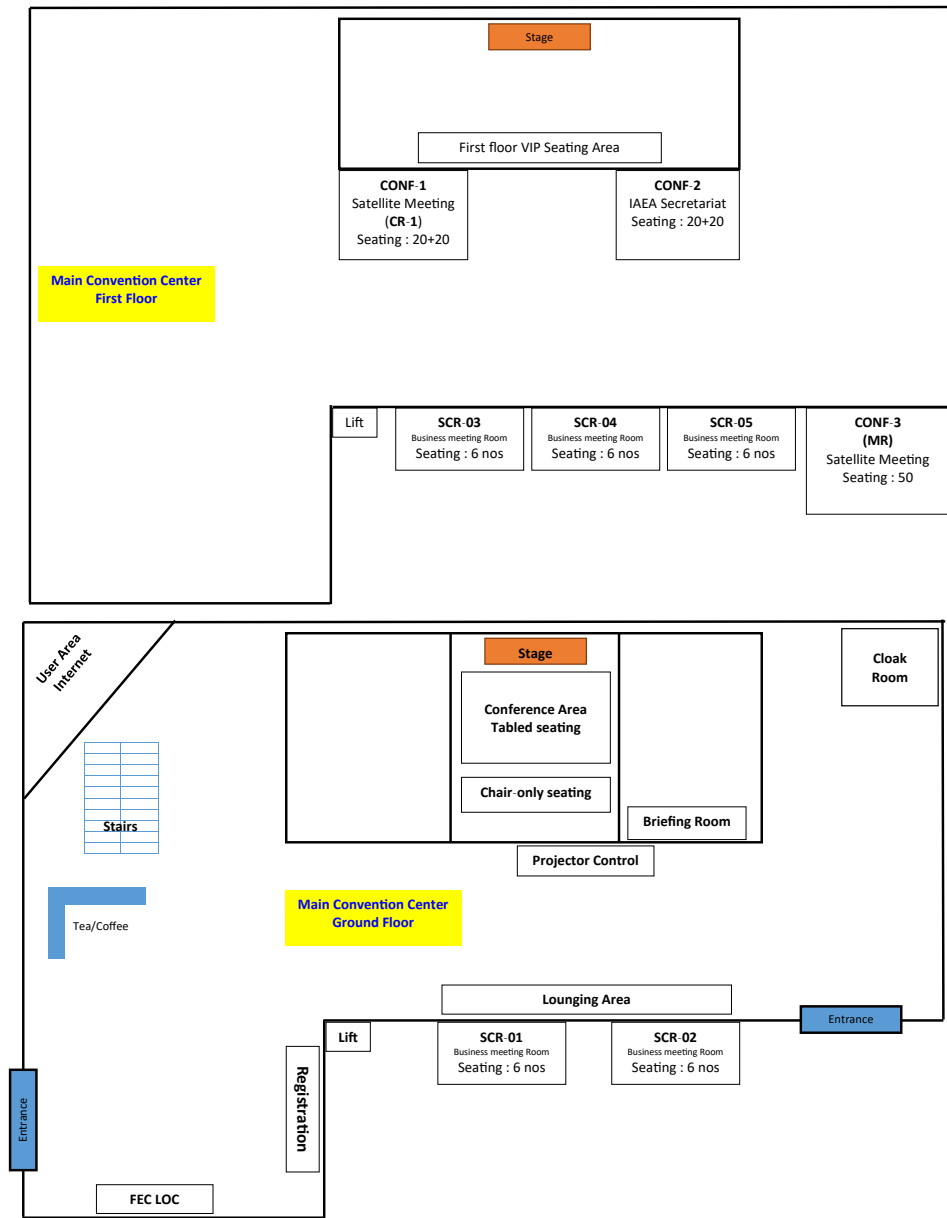 Stage
First floor VIP Seating Area
CONF-1
Satellite Meeting
(CR-1)
Seating : 20+20
CONF-2
IAEA Secretariat
Seating : 20+20
Main Convention Center
First Floor
Lift
SCR-03
Business meeting Room
Seating : 6 nos
SCR-04
Business meeting Room
Seating : 6 nos
SCR-05
Business meeting Room
Seating : 6 nos
CONF-3
(MR)
Satellite Meeting
Seating : 50
User Area
Internet
Stage
Conference Area
Tabled seating
Chair-only seating
Cloak
Room
Stairs
Briefing Room
Projector Control
Tea/Coffee
Main Convention Center
Ground Floor
Lounging Area
Entrance
Lift
SCR-01
Business meeting Room
Seating : 6 nos
SCR-02
Business meeting Room
Seating : 6 nos
Registration
Entrance
FEC LOC